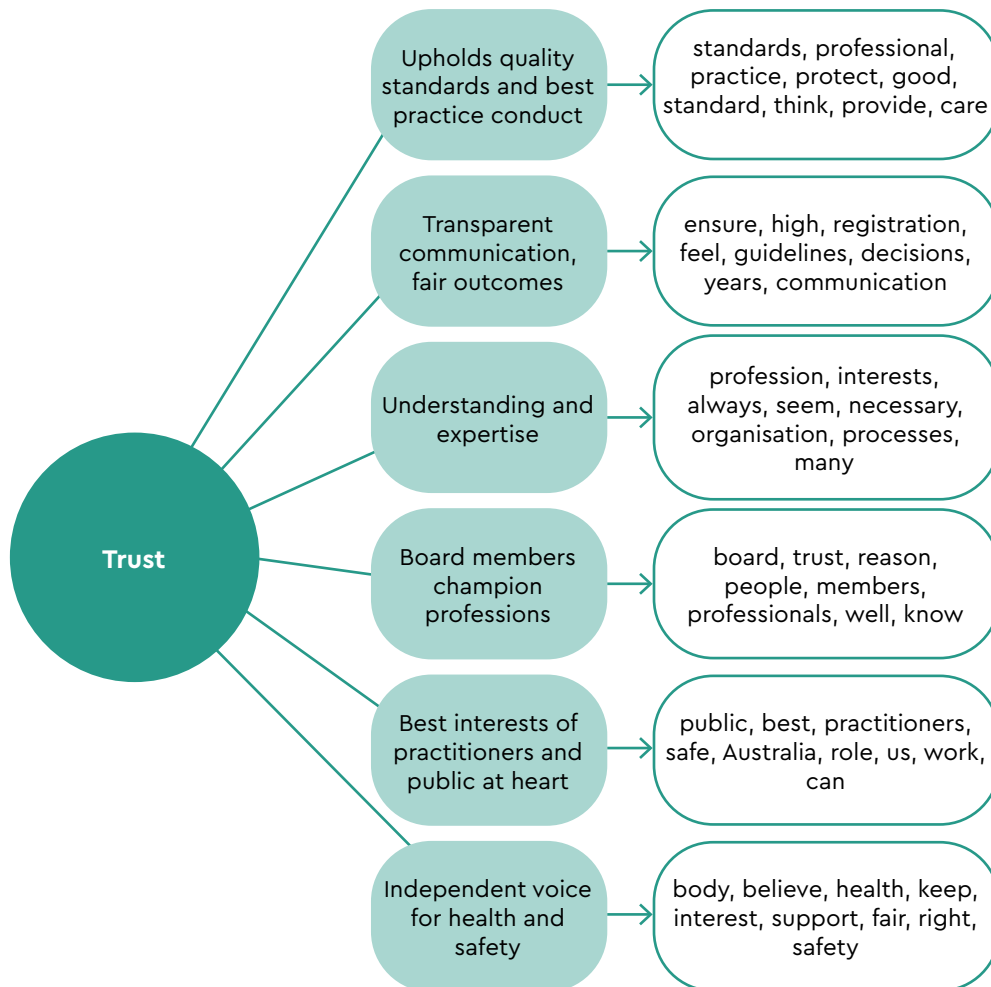 Upholds quality
standards and best
practice conduct
standards, professional,
practice, protect, good,
standard, think, provide, care
Transparent
communication,
fair outcomes
ensure, high, registration,
feel, guidelines, decisions,
years, communication
Understanding and
expertise
profession, interests,
always, seem, necessary,
organisation, processes,
many
Trust
Board members
champion
professions
board, trust, reason,
people, members,
professionals, well, know
Best interests of
practitioners and
public at heart
public, best, practitioners,
safe, Australia, role, us, work,
can
Independent voice
for health and
safety
body, believe, health, keep,
interest, support, fair, right,
safety